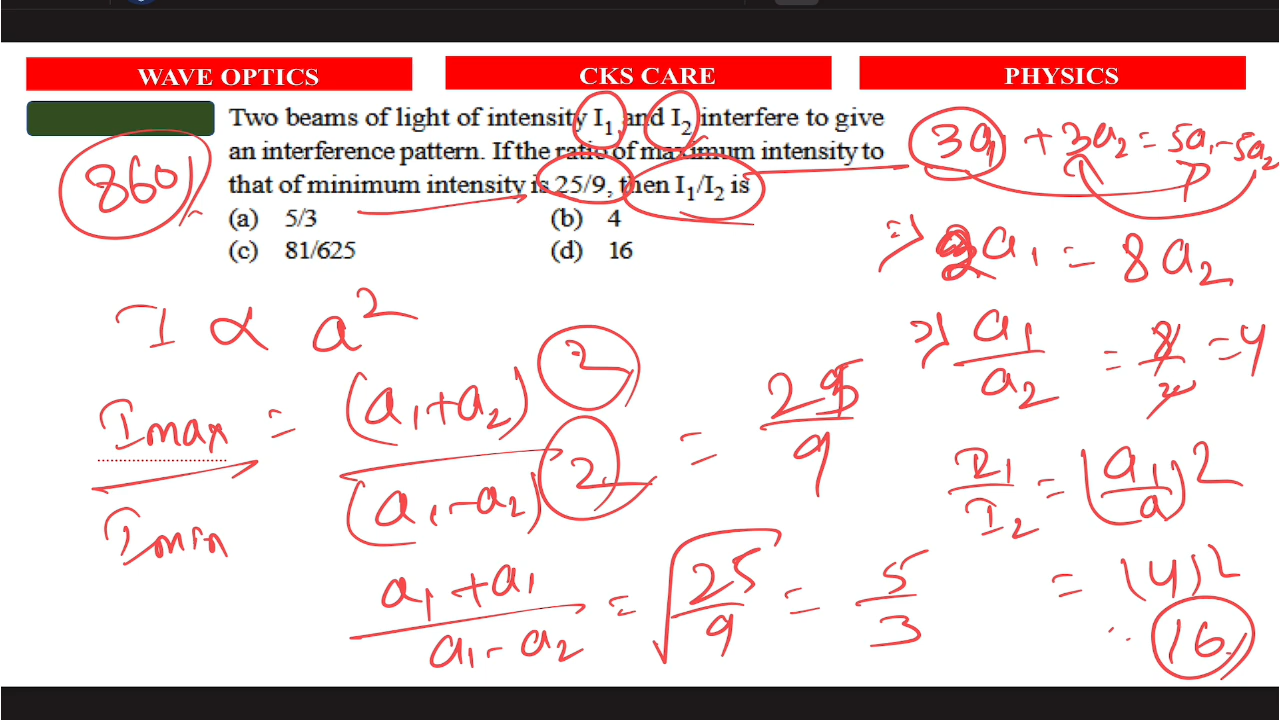 WAVE OPTICS
CKS CARE
PHYSICS
860
Two beams of light of intensity I₁ and I₂ interfere to give
an interference pattern. If the ratio of maximum intensity to
that of minimum intensity is 25/9, then I₁/I₂ is
(a) 5/3 (b) 4
(c) 81/625 (d) 16
I ∝ a²
Imax / Imin = (a₁+a₂)² / (a₁-a₂)² = 25/9
a₁+a₁ / a₁-a₂ = √25/9 = 5/3
3a₁ + 3a₂ = 5a₁-5a₂
⇒ 2a₁ = 8a₂
⇒ a₁/a₂ = 8/2 = 4
I₁/I₂ = (a₁/a)²
= (4)²
∴ 16